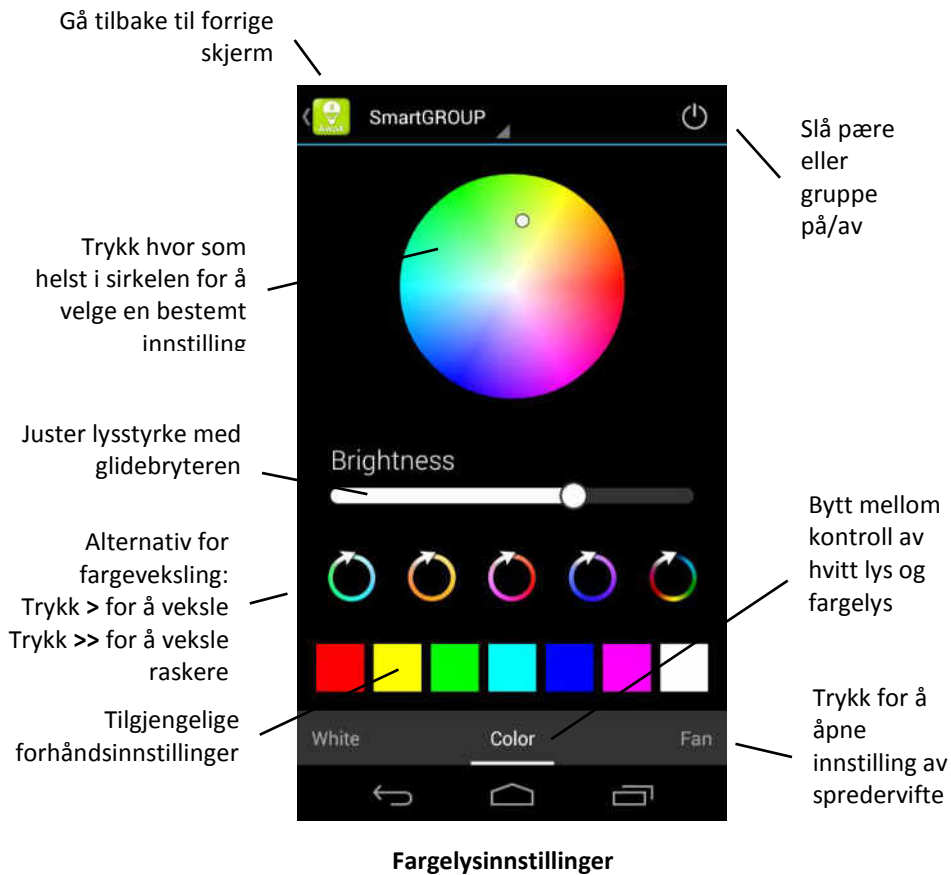 Gå tilbake til forrige
skjerm
SmartGROUP
AwoX
Slå pære
eller
gruppe
på/av
Trykk hvor som
helst i sirkelen for å
velge en bestemt
innstilling
Juster lysstyrke med
glidebryteren
Brightness
Bytt mellom
kontroll av
hvitt lys og
fargelys
Alternativ for
fargeveksling:
Trykk > for å veksle
Trykk >> for å veksle
raskere
Tilgjengelige
forhåndsinnstillinger
White
Color
Fan
Trykk for å
åpne
innstilling av
spredervifte
Fargelysinnstillinger